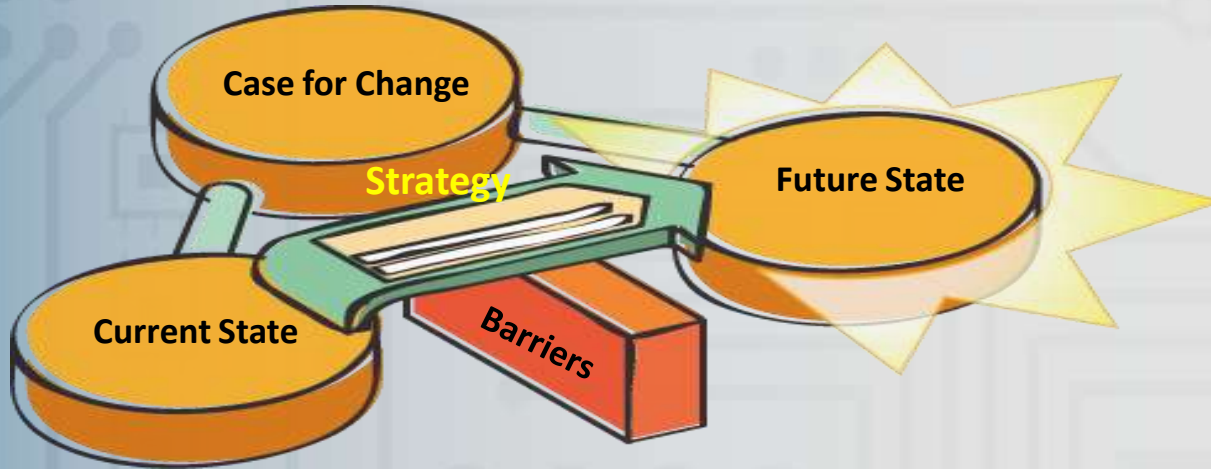 Case for Change
Strategy
Future State
Current State
Barriers